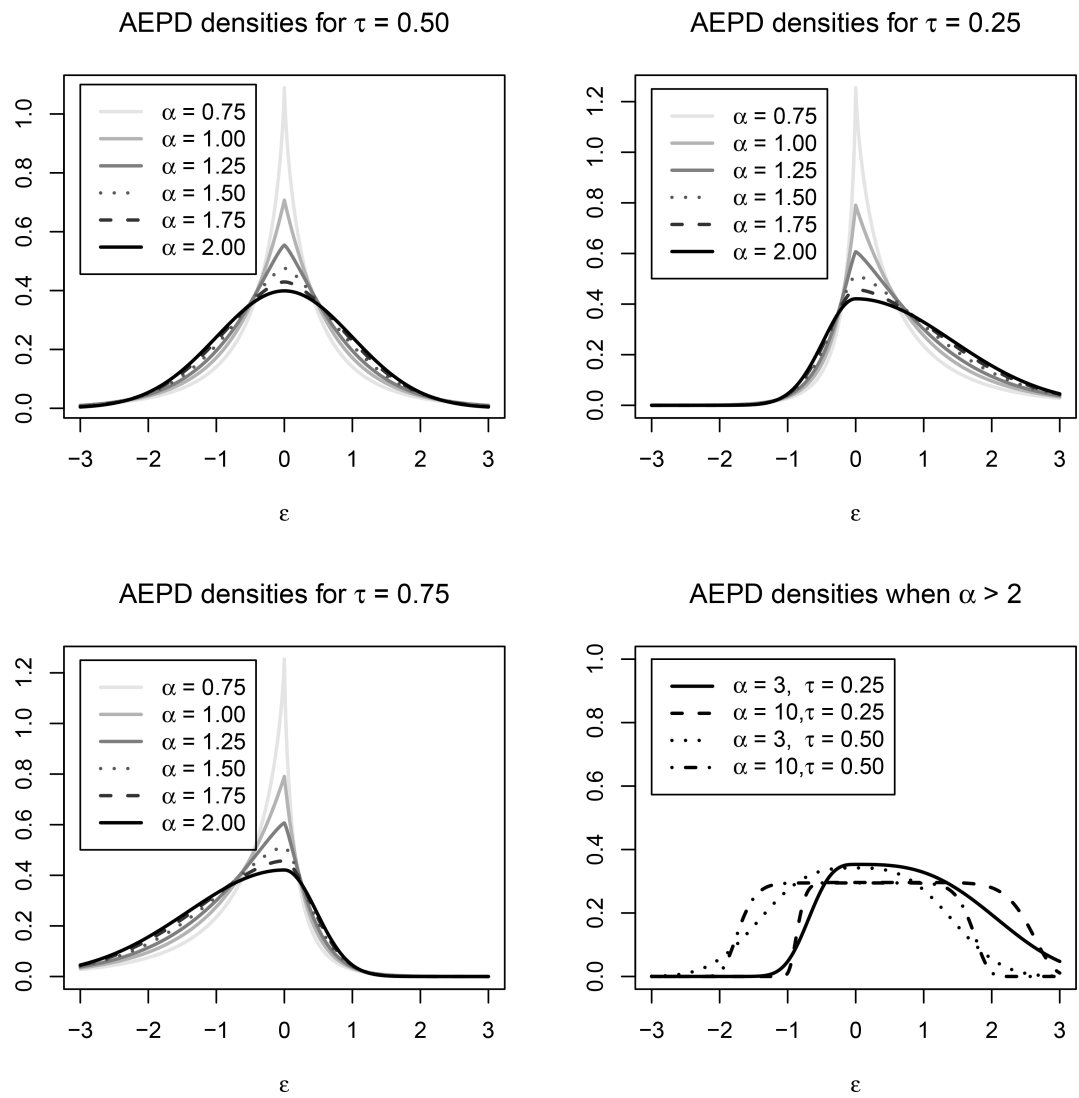 AEPD densities for τ = 0.50
α = 0.75
α = 1.00
α = 1.25
α = 1.50
α = 1.75
α = 2.00
0.0 0.2 0.4 0.6 0.8 1.0
−3 −2 −1 0 1 2 3
ε
AEPD densities for τ = 0.25
α = 0.75
α = 1.00
α = 1.25
α = 1.50
α = 1.75
α = 2.00
0.0 0.2 0.4 0.6 0.8 1.0 1.2
−3 −2 −1 0 1 2 3
ε
AEPD densities for τ = 0.75
α = 0.75
α = 1.00
α = 1.25
α = 1.50
α = 1.75
α = 2.00
0.0 0.2 0.4 0.6 0.8 1.0 1.2
−3 −2 −1 0 1 2 3
ε
AEPD densities when α > 2
α = 3, τ = 0.25
α = 10,τ = 0.25
α = 3, τ = 0.50
α = 10,τ = 0.50
0.0 0.2 0.4 0.6 0.8 1.0
−3 −2 −1 0 1 2 3
ε